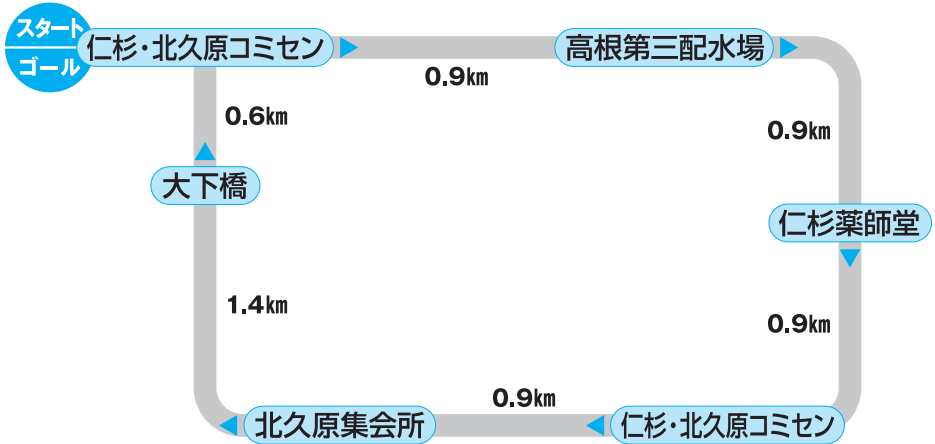 スタート
ゴール
仁杉・北久原コミセン
0.9㎞
高根第三配水場
0.9㎞
仁杉薬師堂
0.9㎞
仁杉・北久原コミセン
0.9㎞
北久原集会所
1.4㎞
大下橋
0.6㎞